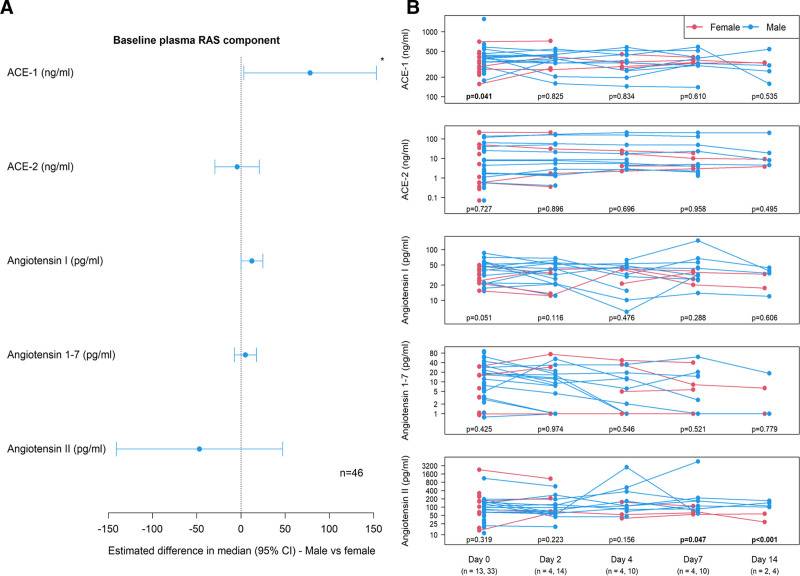 A
Baseline plasma RAS component
ACE-1 (ng/ml)
*
ACE-2 (ng/ml)
Angiotensin I (pg/ml)
Angiotensin 1-7 (pg/ml)
Angiotensin II (pg/ml)
n=46
-150 -100 -50 0 50 100 150
Estimated difference in median (95% CI) - Male vs female
B
Female Male
ACE-1 (ng/ml)
1000
500
200
100
p=0.041 p=0.825 p=0.834 p=0.610 p=0.535
ACE-2 (ng/ml)
100
10
1
0.1
p=0.727 p=0.896 p=0.696 p=0.958 p=0.495
Angiotensin I (pg/ml)
100
50
20
10
p=0.051 p=0.116 p=0.476 p=0.288 p=0.606
Angiotensin 1-7 (pg/ml)
80
40
20
10
5
2
1
p=0.425 p=0.974 p=0.546 p=0.521 p=0.779
Angiotensin II (pg/ml)
3200
1600
800
400
200
100
50
25
10
p=0.319 p=0.223 p=0.156 p=0.047 p=<0.001
Day 0 Day 2 Day 4 Day7 Day 14
(n = 13, 33) (n = 4, 14) (n = 4, 10) (n = 4, 10) (n = 2, 4)